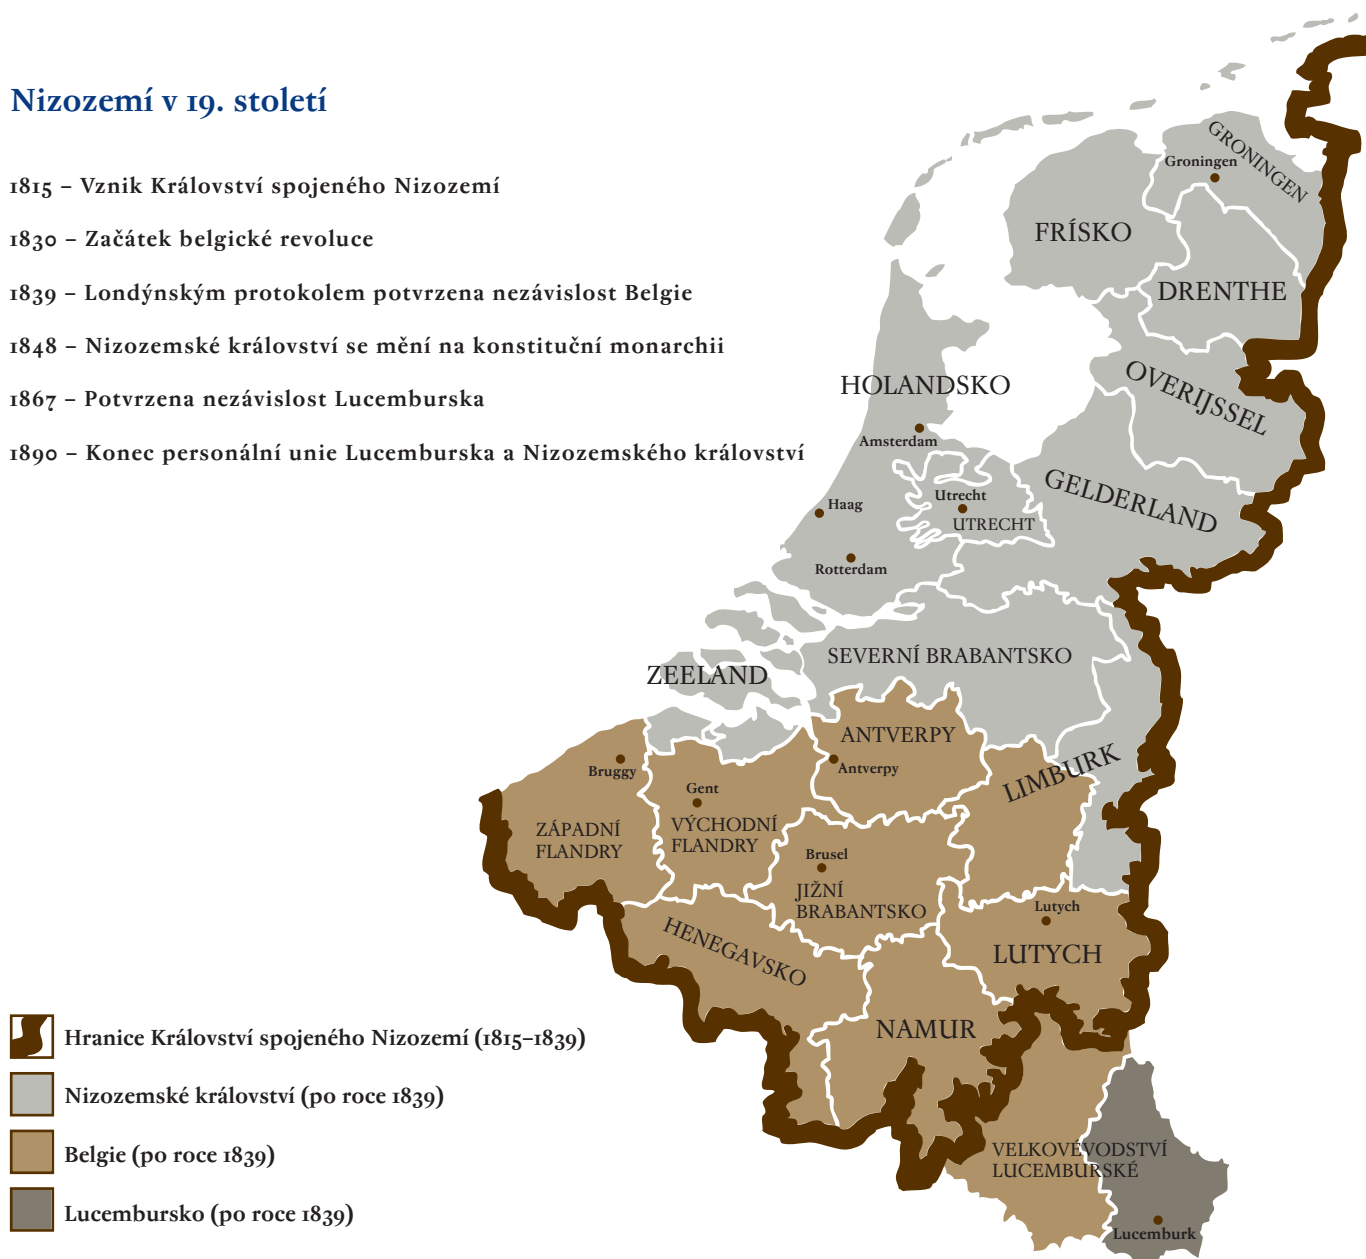 Nizozemí v 19. století
1815 – Vznik Království spojeného Nizozemí
1830 – Začátek belgické revoluce
1839 – Londýnským protokolem potvrzena nezávislost Belgie
1848 – Nizozemské království se mění na konstituční monarchii
1867 – Potvrzena nezávislost Lucemburska
1890 – Konec personální unie Lucemburska a Nizozemského království
GRONINGEN
Groningen
FRÍSKO
DRENTHE
HOLANDSKO
OVERIJSSEL
Amsterdam
GELDERLAND
Utrecht
UTRECHT
Haag
Rotterdam
SEVERNÍ BRABANTSKO
ZEELAND
ANTVERPY
Antverpy
LIMBURK
Bruggy
Gent
ZÁPADNÍ
FLANDRY
VÝCHODNÍ
FLANDRY
Brusel
JIŽNÍ
BRABANTSKO
Lutych
LUTYCH
HENEGAVSKO
NAMUR
VELKOVÉVODSTVÍ
LUCEMBURSKÉ
Lucemburk
Hranice Království spojeného Nizozemí (1815–1839)
Nizozemské království (po roce 1839)
Belgie (po roce 1839)
Lucembursko (po roce 1839)